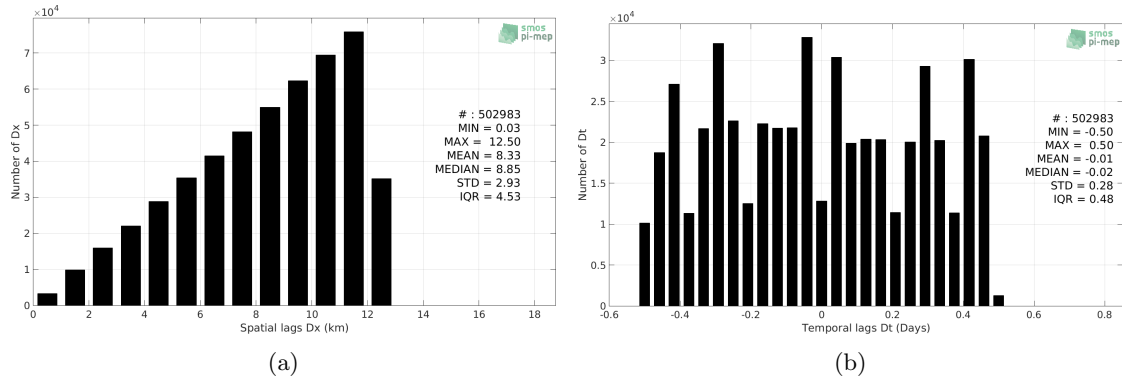 ×10⁴
smos
pi-mep
7
6
5
4
3
2
1
0
Number of Dx
# : 502983
MIN = 0.03
MAX = 12.50
MEAN = 8.33
MEDIAN = 8.85
STD = 2.93
IQR = 4.53
0 2 4 6 8 10 12 14 16 18
Spatial lags Dx (km)
(a)
×10⁴
smos
pi-mep
3
2.5
2
1.5
1
0.5
0
Number of Dt
# : 502983
MIN = -0.50
MAX = 0.50
MEAN = -0.01
MEDIAN = -0.02
STD = 0.28
IQR = 0.48
-0.6 -0.4 -0.2 0 0.2 0.4 0.6 0.8
Temporal lags Dt (Days)
(b)